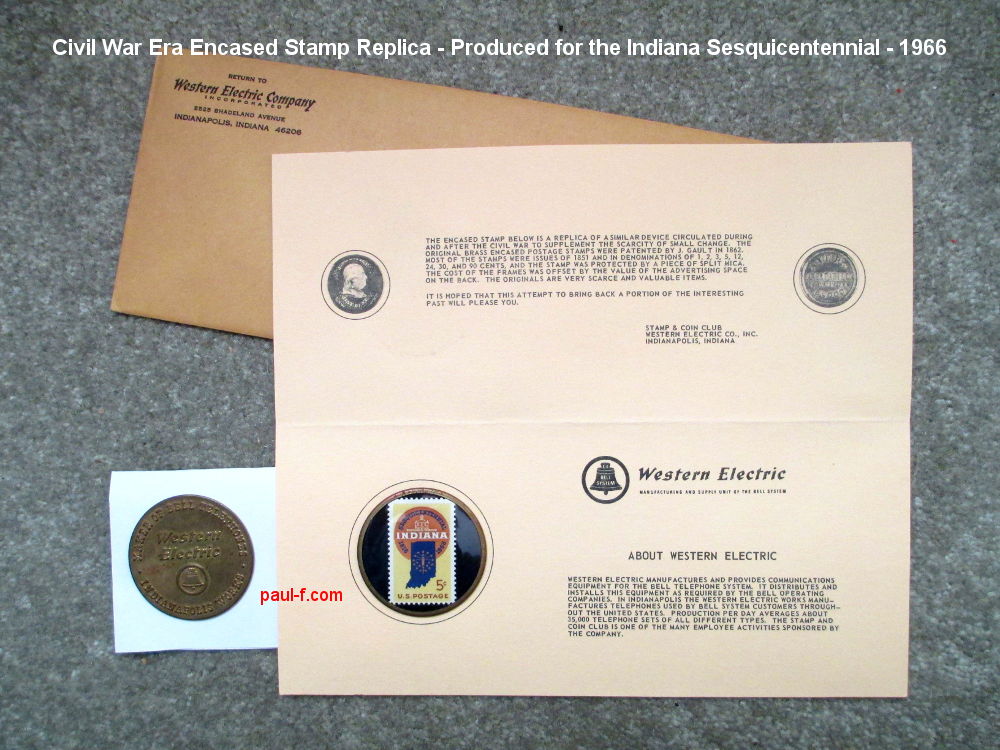 Civil War Era Encased Stamp Replica - Produced for the Indiana Sesquicentennial - 1966
RETURN TO
Western Electric Company
INCORPORATED
2525 SHADELAND AVENUE
INDIANAPOLIS, INDIANA 46206
THE ENCASED STAMP BELOW IS A REPLICA OF A SIMILAR DEVICE CIRCULATED DURING
AND AFTER THE CIVIL WAR TO SUPPLEMENT THE SCARCITY OF SMALL CHANGE. THE
ORIGINAL BRASS ENCASED POSTAGE STAMPS WERE PATENTED BY J. GAULT IN 1862.
MOST OF THE STAMPS WERE ISSUES OF 1851 AND IN DENOMINATIONS OF 1, 2, 3, 5, 12,
24, 30, AND 90 CENTS, AND THE STAMP WAS PROTECTED BY A PIECE OF SPLIT MICA.
THE COST OF THE FRAMES WAS OFFSET BY THE VALUE OF THE ADVERTISING SPACE
ON THE BACK. THE ORIGINALS ARE VERY SCARCE AND VALUABLE ITEMS.
IT IS HOPED THAT THIS ATTEMPT TO BRING BACK A PORTION OF THE INTERESTING
PAST WILL PLEASE YOU.
STAMP & COIN CLUB
WESTERN ELECTRIC CO., INC.
INDIANAPOLIS, INDIANA
BELL
SYSTEM
Western Electric
MANUFACTURING AND SUPPLY UNIT OF THE BELL SYSTEM
SESQUICENTENNIAL
1816 1966
INDIANA
5¢
U.S. POSTAGE
ABOUT WESTERN ELECTRIC
WESTERN ELECTRIC MANUFACTURES AND PROVIDES COMMUNICATIONS
EQUIPMENT FOR THE BELL TELEPHONE SYSTEM. IT DISTRIBUTES AND
INSTALLS THIS EQUIPMENT AS REQUIRED BY THE BELL OPERATING
COMPANIES. IN INDIANAPOLIS THE WESTERN ELECTRIC WORKS MANU-
FACTURES TELEPHONES USED BY BELL SYSTEM CUSTOMERS THROUGH-
OUT THE UNITED STATES. PRODUCTION PER DAY AVERAGES ABOUT
35,000 TELEPHONE SETS OF ALL DIFFERENT TYPES. THE STAMP AND
COIN CLUB IS ONE OF THE MANY EMPLOYEE ACTIVITIES SPONSORED BY
THE COMPANY.
MAKER OF BELL TELEPHONES
Western
Electric
INDIANAPOLIS WORKS
paul-f.com